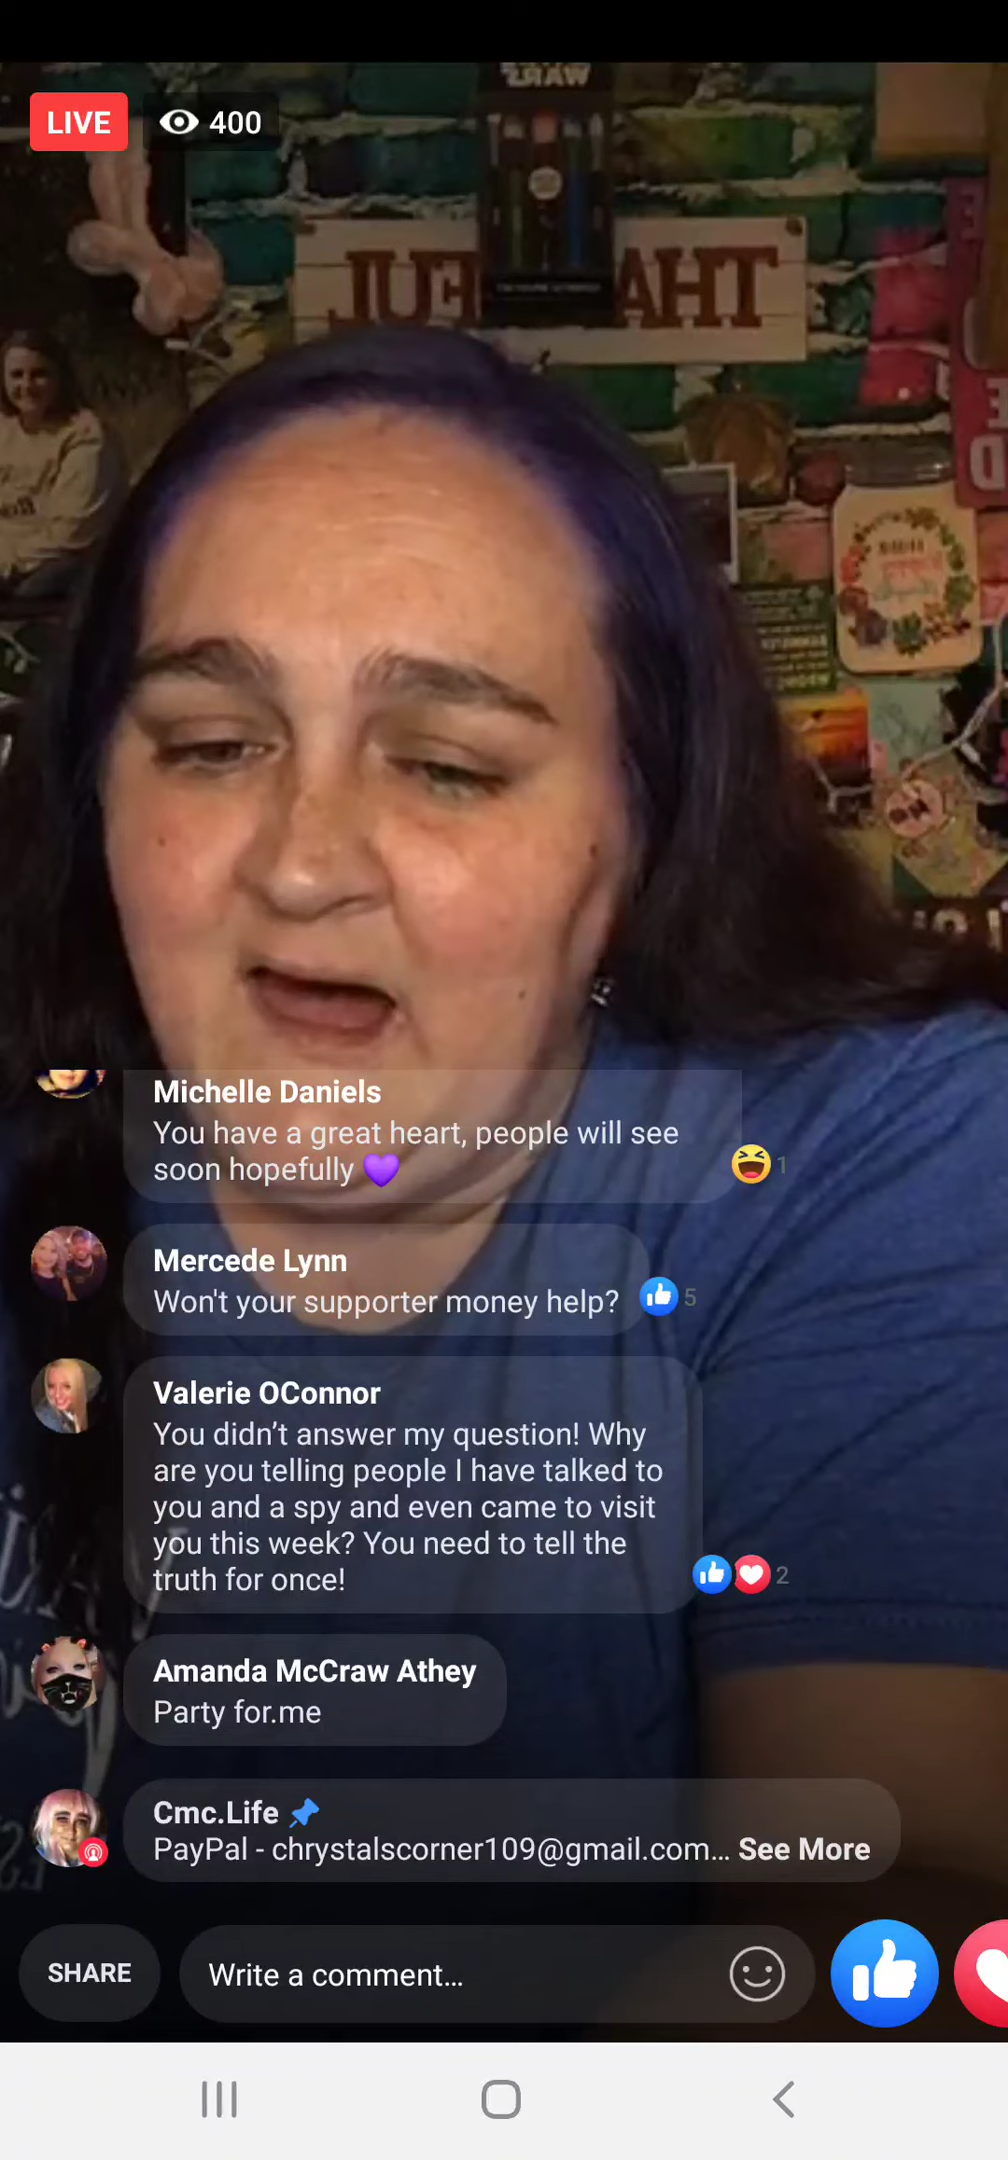 WARS
LIVE 400
THA
FUL
Michelle Daniels
You have a great heart, people will see
soon hopefully 💜
1
Mercede Lynn
Won't your supporter money help?
5
Valerie OConnor
You didn’t answer my question! Why
are you telling people I have talked to
you and a spy and even came to visit
you this week? You need to tell the
truth for once!
2
Amanda McCraw Athey
Party for.me
Cmc.Life
PayPal - chrystalscorner109@gmail.com... See More
SHARE
Write a comment...